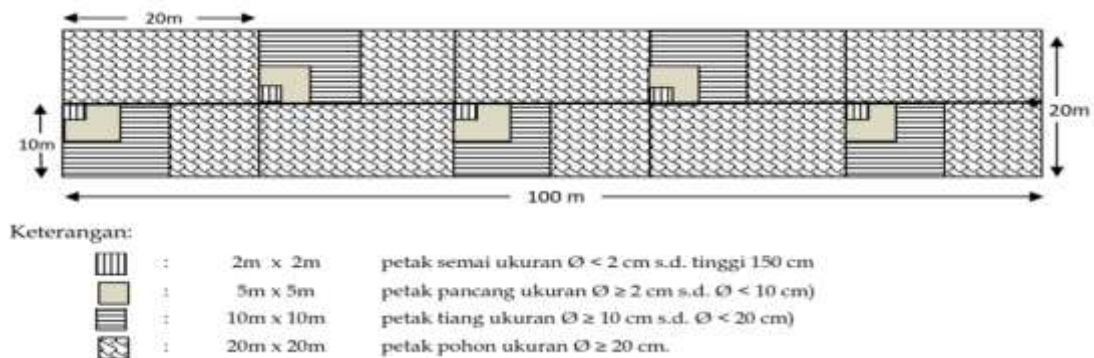 20m
10m
20m
100 m
Keterangan:
: 2m x 2m petak semai ukuran Ø < 2 cm s.d. tinggi 150 cm
: 5m x 5m petak pancang ukuran Ø ≥ 2 cm s.d. Ø < 10 cm)
: 10m x 10m petak tiang ukuran Ø ≥ 10 cm s.d. Ø < 20 cm)
: 20m x 20m petak pohon ukuran Ø ≥ 20 cm.